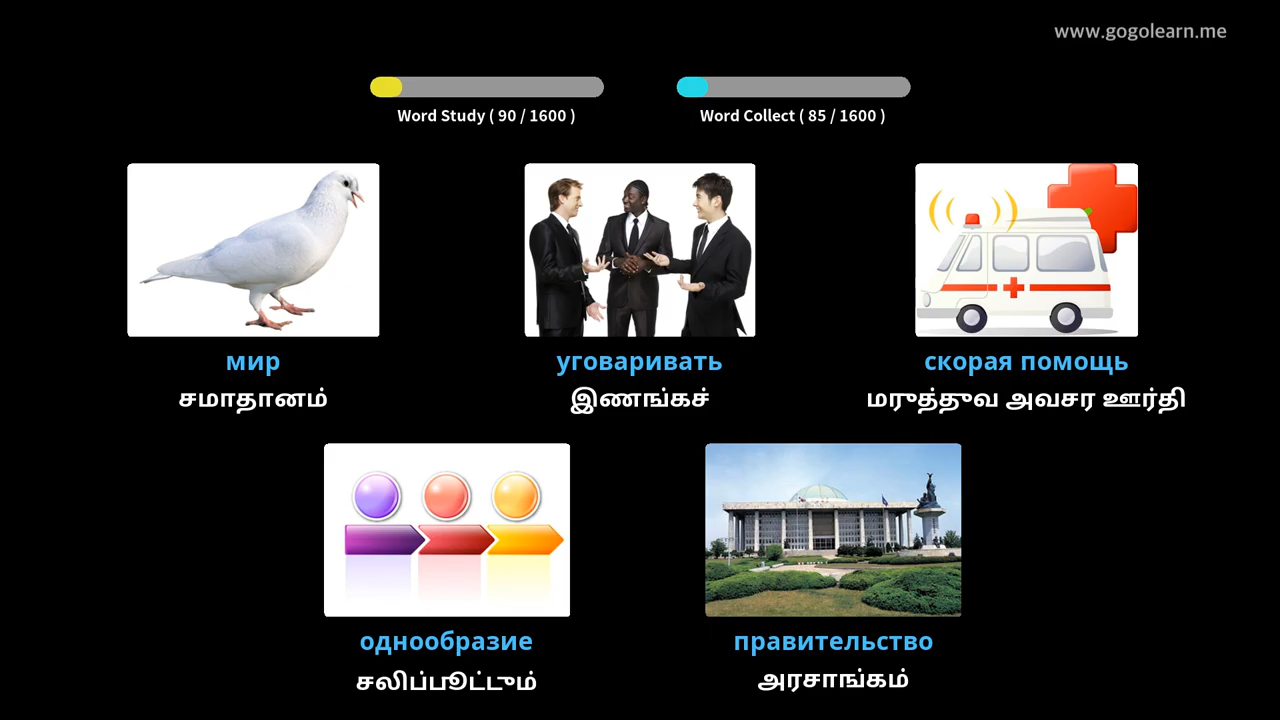 www.gogolearn.me
Word Study ( 90 / 1600 )
Word Collect ( 85 / 1600 )
мир
சமாதானம்
уговаривать
இணங்கச்
скорая помощь
மருத்துவ அவசர ஊர்தி
однообразие
சலிப்பூட்டும்
правительство
அரசாங்கம்